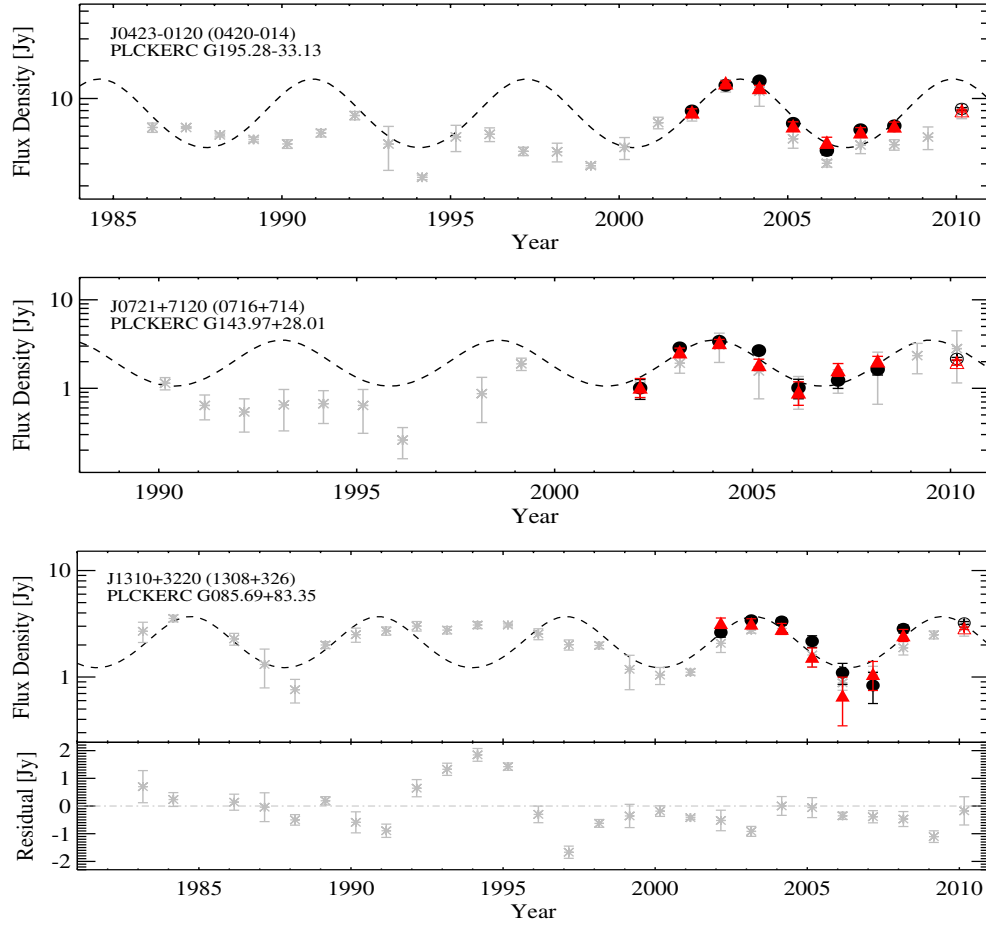 J0423-0120 (0420-014)
PLCKERC G195.28-33.13
Flux Density [Jy]
10
1985 1990 1995 2000 2005 2010
Year
J0721+7120 (0716+714)
PLCKERC G143.97+28.01
Flux Density [Jy]
10
1
1990 1995 2000 2005 2010
Year
J1310+3220 (1308+326)
PLCKERC G085.69+83.35
Flux Density [Jy]
10
1
Residual [Jy]
2
1
0
-1
-2
1985 1990 1995 2000 2005 2010
Year